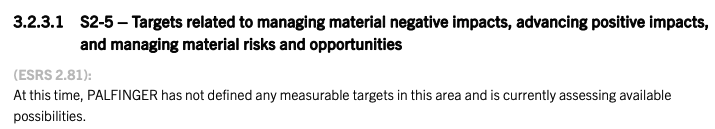 3.2.3.1 S2-5 – Targets related to managing material negative impacts, advancing positive impacts,
and managing material risks and opportunities
(ESRS 2.81):
At this time, PALFINGER has not defined any measurable targets in this area and is currently assessing available
possibilities.